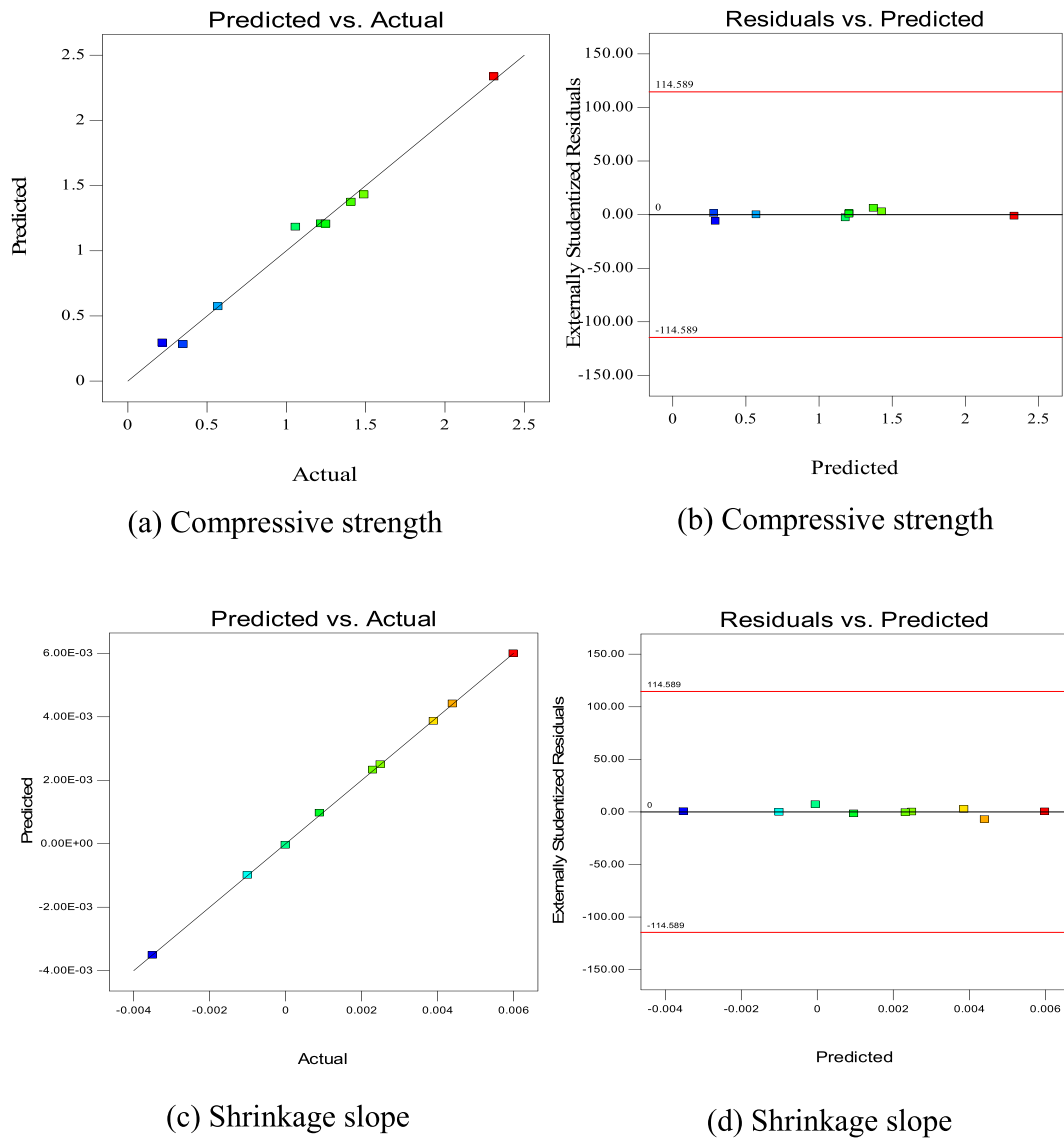 Predicted vs. Actual
2.5
2
1.5
1
0.5
0
Predicted
0
0.5
1
1.5
2
2.5
Actual
(a) Compressive strength
Residuals vs. Predicted
150.00
100.00
50.00
0.00
-50.00
-100.00
-150.00
Externally Studentized Residuals
114.589
0
-114.589
0
0.5
1
1.5
2
2.5
Predicted
(b) Compressive strength
Predicted vs. Actual
6.00E-03
4.00E-03
2.00E-03
0.00E+00
-2.00E-03
-4.00E-03
Predicted
-0.004
-0.002
0
0.002
0.004
0.006
Actual
(c) Shrinkage slope
Residuals vs. Predicted
150.00
100.00
50.00
0.00
-50.00
-100.00
-150.00
Externally Studentized Residuals
114.589
0
-114.589
-0.004
-0.002
0
0.002
0.004
0.006
Predicted
(d) Shrinkage slope